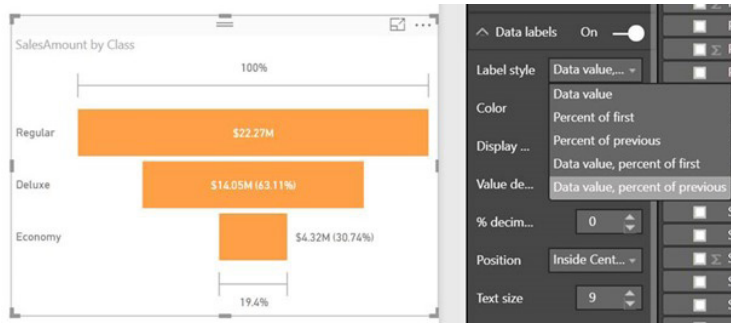 SalesAmount by Class
100%
Regular
$22.27M
Deluxe
$14.05M (63.11%)
Economy
$4.32M (30.74%)
19.4%
Data labels On
Label style Data value,...
Data value
Percent of first
Percent of previous
Data value, percent of first
Data value, percent of previous
Color
Display ...
Value de...
% decim... 0
Position Inside Cent...
Text size 9